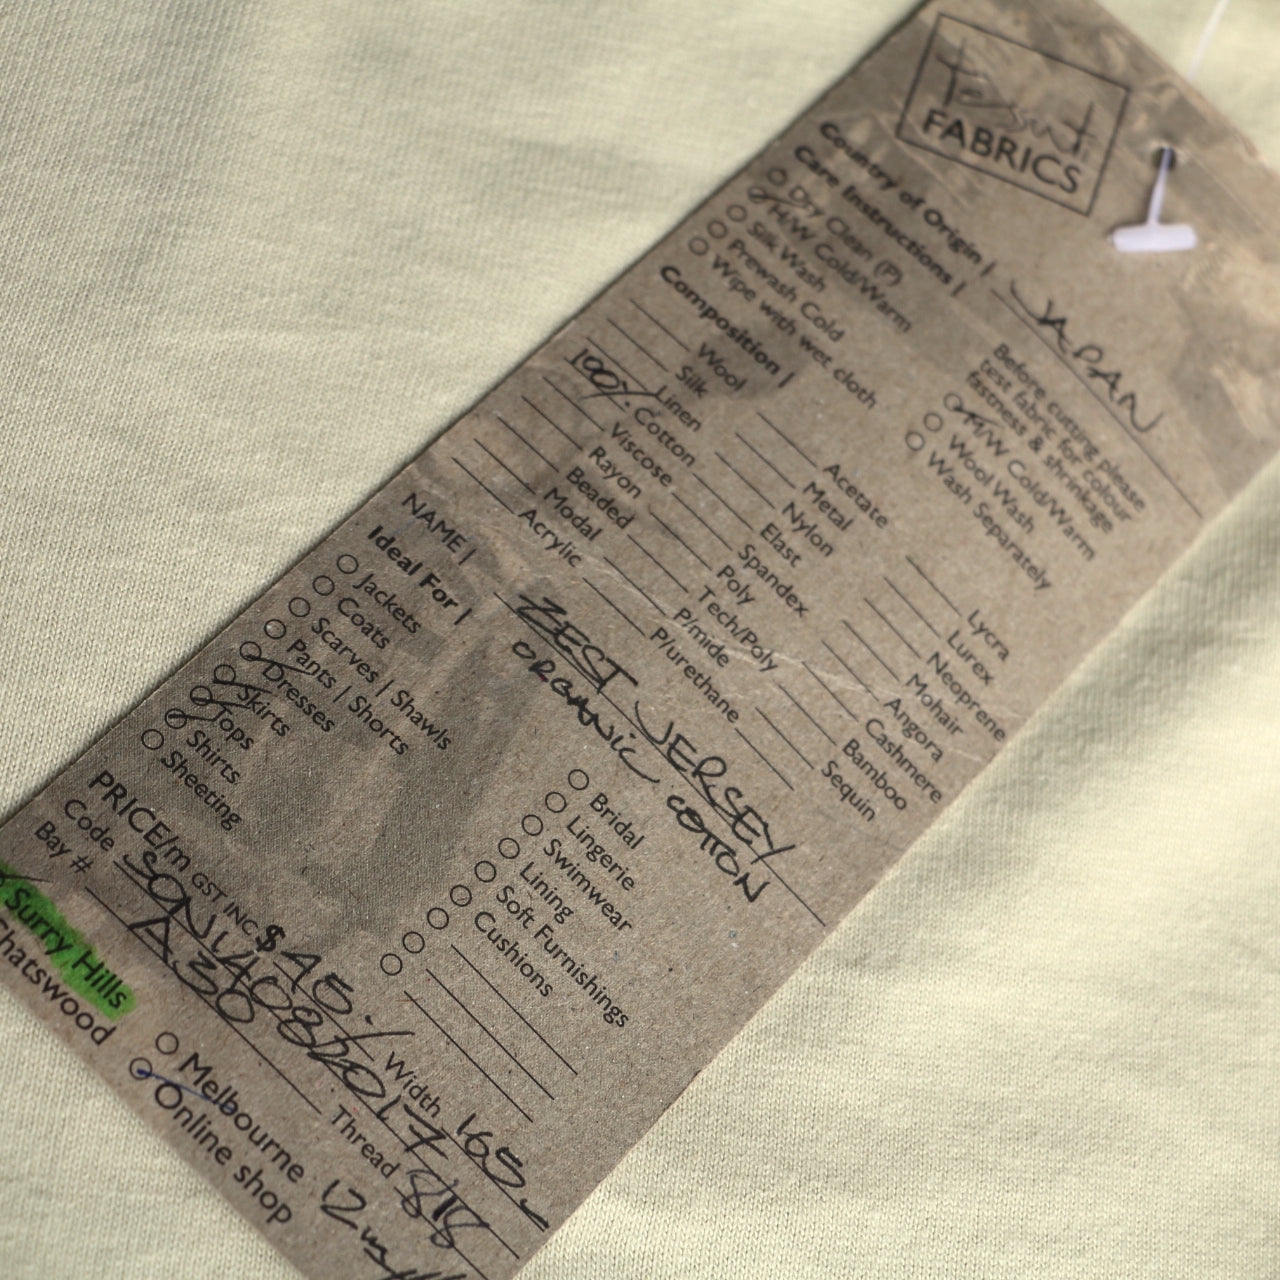 Tessuti
FABRICS
Country of Origin | JAPAN
Care Instructions |
Dry Clean (P)
H/W Cold/Warm
Silk Wash
Prewash Cold
Wipe with wet cloth
Before cutting please
test fabric for colour
fastness & shrinkage
M/W Cold/Warm
Wool Wash
Wash Separately
Composition |
Wool
Silk
Linen
100% Cotton
Viscose
Rayon
Beaded
Modal
Acrylic
Acetate
Metal
Nylon
Elast
Spandex
Poly
Tech/Poly
P/mide
P/urethane
Lycra
Lurex
Neoprene
Mohair
Angora
Cashmere
Bamboo
Sequin
NAME | ZEST JERSEY
ORGANIC COTTON
Ideal For |
Jackets
Coats
Scarves | Shawls
Pants | Shorts
Dresses
Skirts
Tops
Shirts
Sheeting
Bridal
Lingerie
Swimwear
Lining
Soft Furnishings
Cushions
PRICE/m GST INC $45. Width 165
Code
Bay # A30 Thread 818
Surry Hills
Chatswood
Melbourne
Online shop